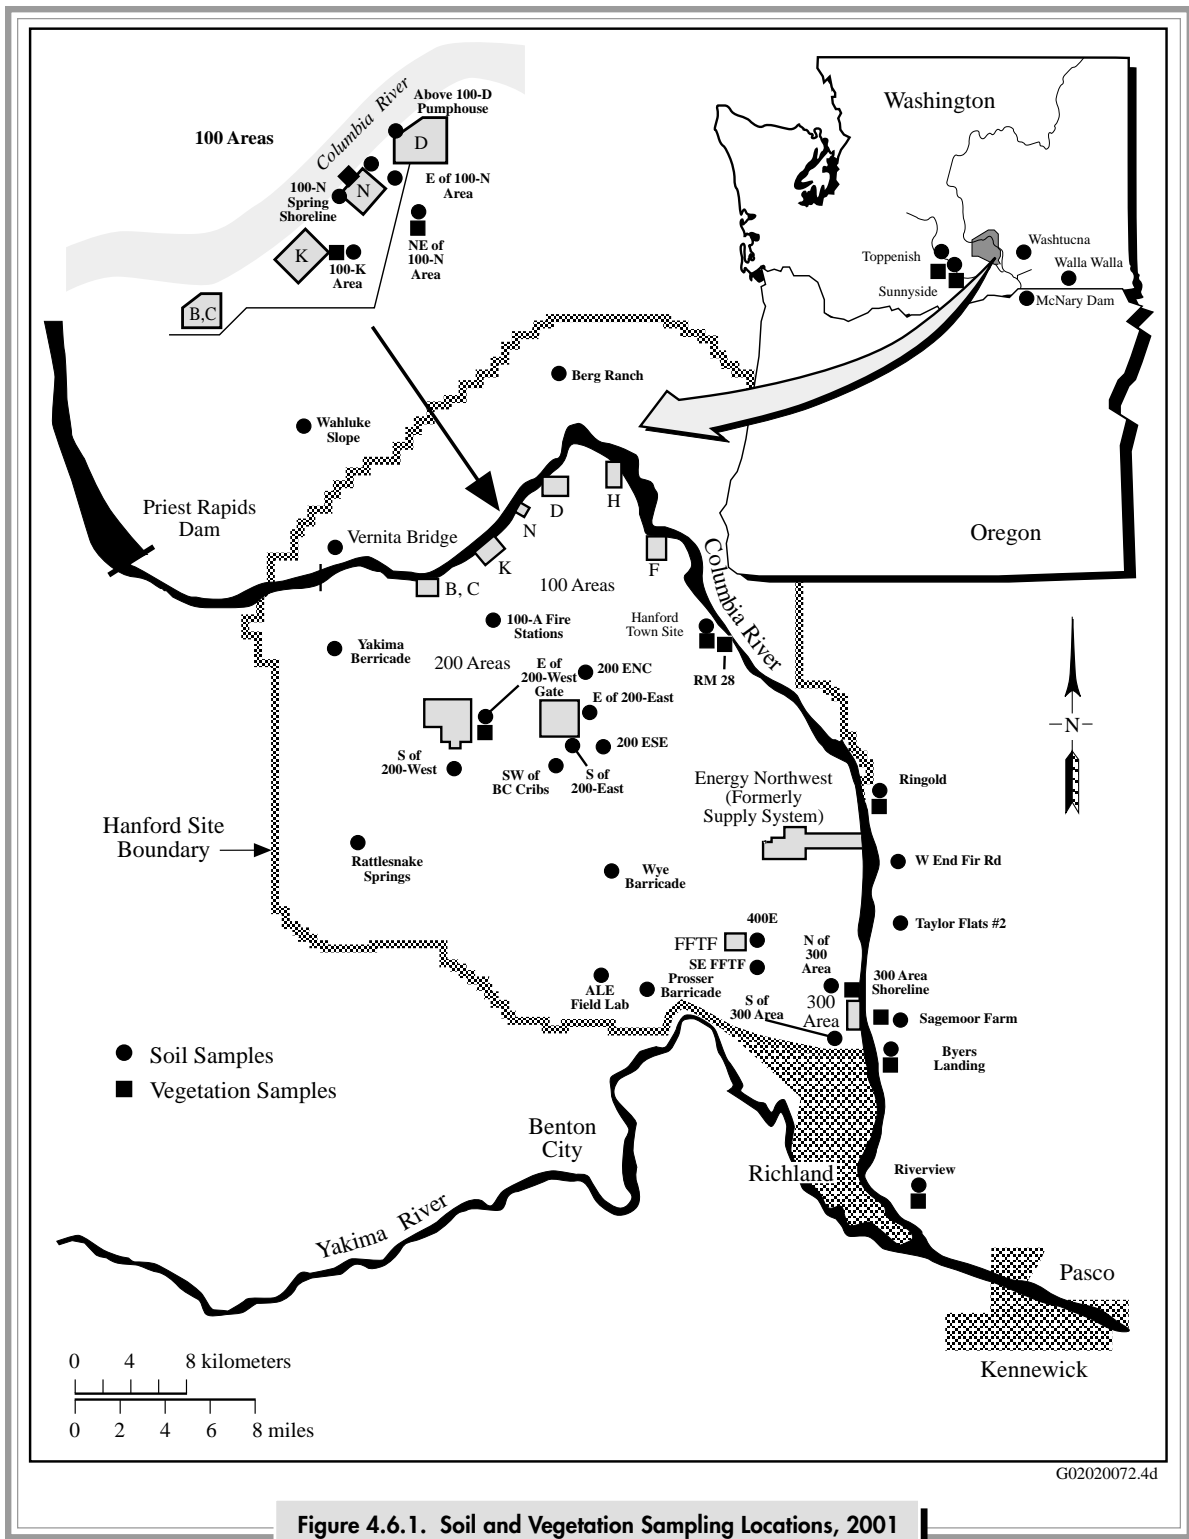 100 Areas
Columbia River
Above 100-D
Pumphouse
D
N
E of 100-N
Area
100-N
Spring
Shoreline
NE of
100-N
Area
K
100-K
Area
B,C
Washington
Toppenish
Sunnyside
Washtucna
Walla Walla
McNary Dam
Oregon
Berg Ranch
Wahluke
Slope
Priest Rapids
Dam
Vernita Bridge
H
D
N
K
F
B, C
100 Areas
Columbia River
100-A Fire
Stations
Hanford
Town Site
RM 28
Yakima
Berricade
200 Areas
E of
200-West
Gate
200 ENC
E of 200-East
200 ESE
S of
200-West
SW of
BC Cribs
S of
200-East
N
Energy Northwest
(Formerly
Supply System)
Ringold
Hanford Site
Boundary
Rattlesnake
Springs
Wye
Barricade
W End Fir Rd
Taylor Flats #2
400E
FFTF
SE FFTF
N of
300
Area
300 Area
Shoreline
ALE
Field Lab
Prosser
Barricade
S of
300 Area
300
Area
Sagemoor Farm
Byers
Landing
Soil Samples
Vegetation Samples
Benton
City
Richland
Riverview
Yakima River
Pasco
Kennewick
0 4 8 kilometers
0 2 4 6 8 miles
G02020072.4d
Figure 4.6.1. Soil and Vegetation Sampling Locations, 2001